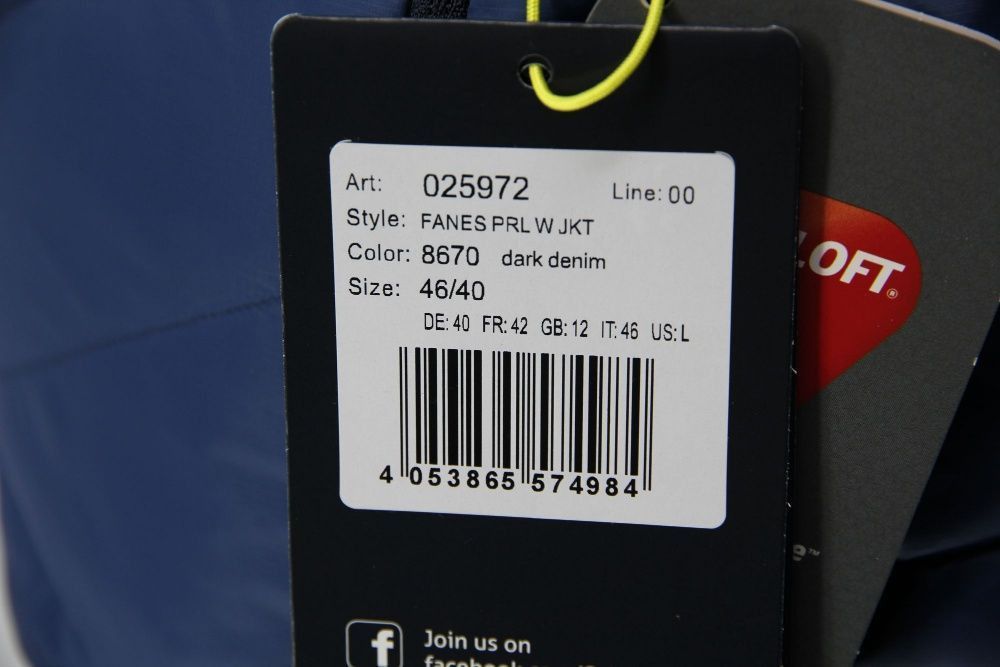 Art: 025972 Line: 00
Style: FANES PRL W JKT
Color: 8670 dark denim
Size: 46/40
DE: 40 FR: 42 GB: 12 IT: 46 US: L
4 053865 574984
Join us on
LOFT®